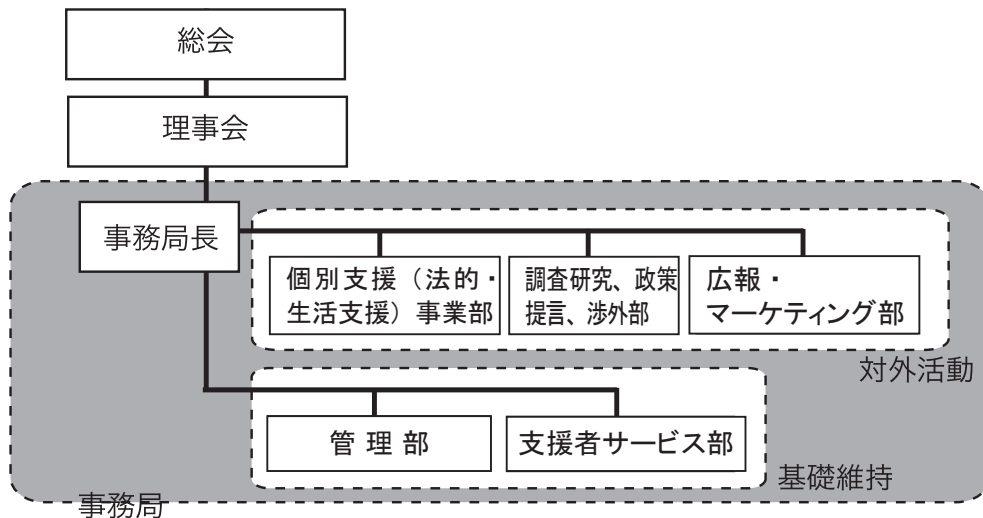 総会
理事会
事務局長
個別支援（法的・
生活支援）事業部
調査研究、政策
提言、渉外部
広報・
マーケティング部
対外活動
管理部
支援者サービス部
基礎維持
事務局